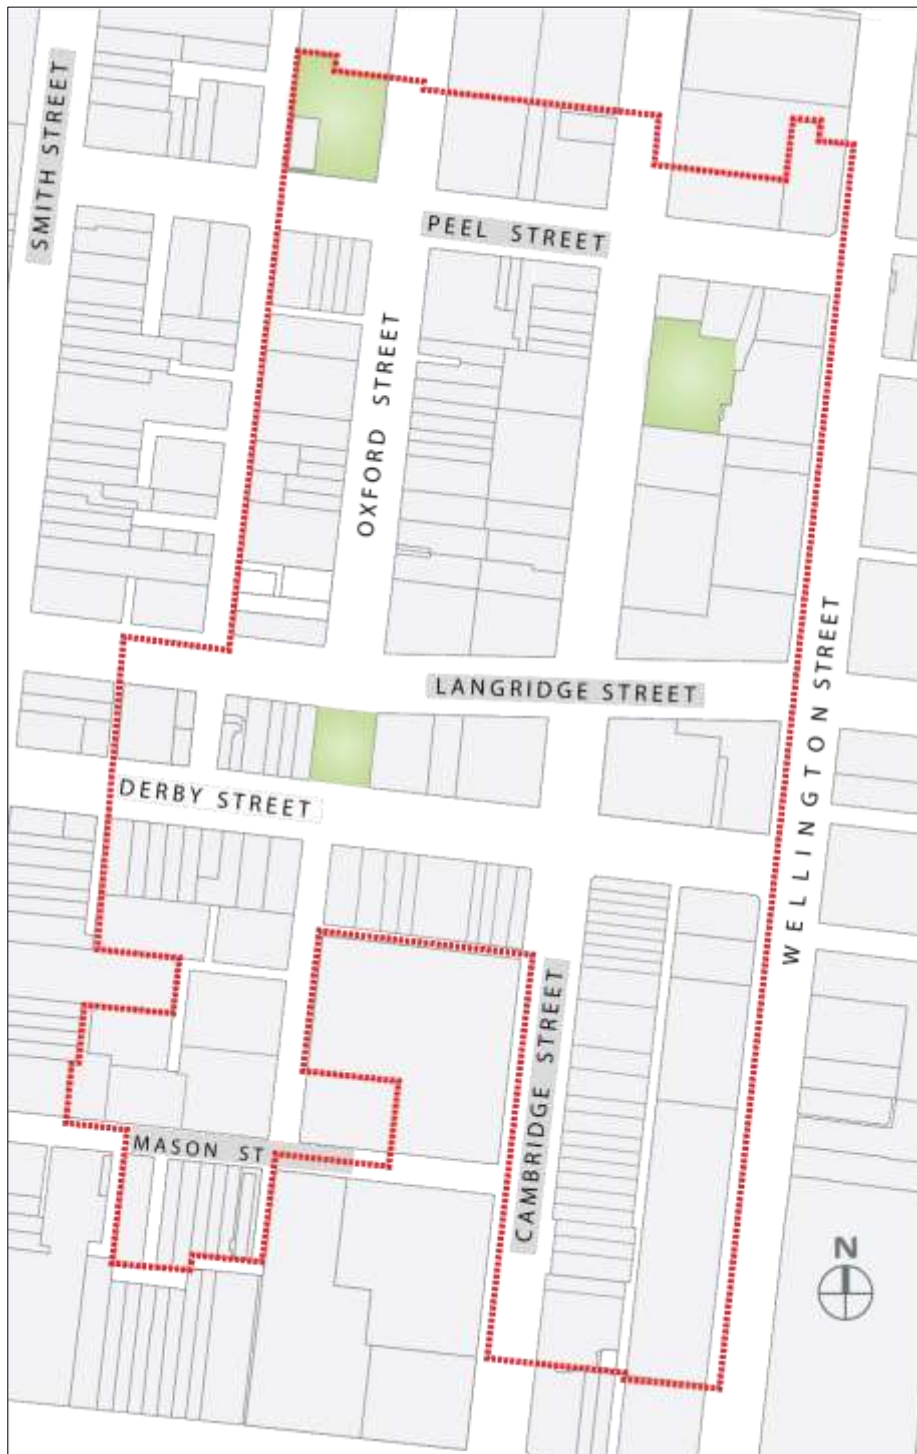 SMITH STREET
PEEL STREET
OXFORD STREET
LANGRIDGE STREET
WELLINGTON STREET
DERBY STREET
CAMBRIDGE STREET
MASON ST
N